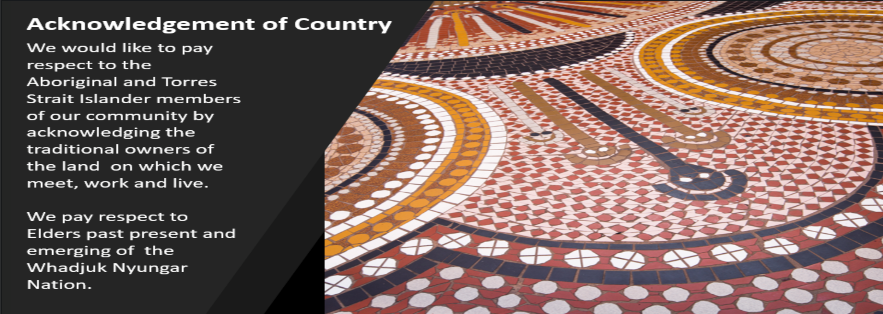 Acknowledgement of Country
We would like to pay
respect to the
Aboriginal and Torres
Strait Islander members
of our community by
acknowledging the
traditional owners of
the land  on which we
meet, work and live.
We pay respect to
Elders past present and
emerging of  the
Whadjuk Nyungar
Nation.